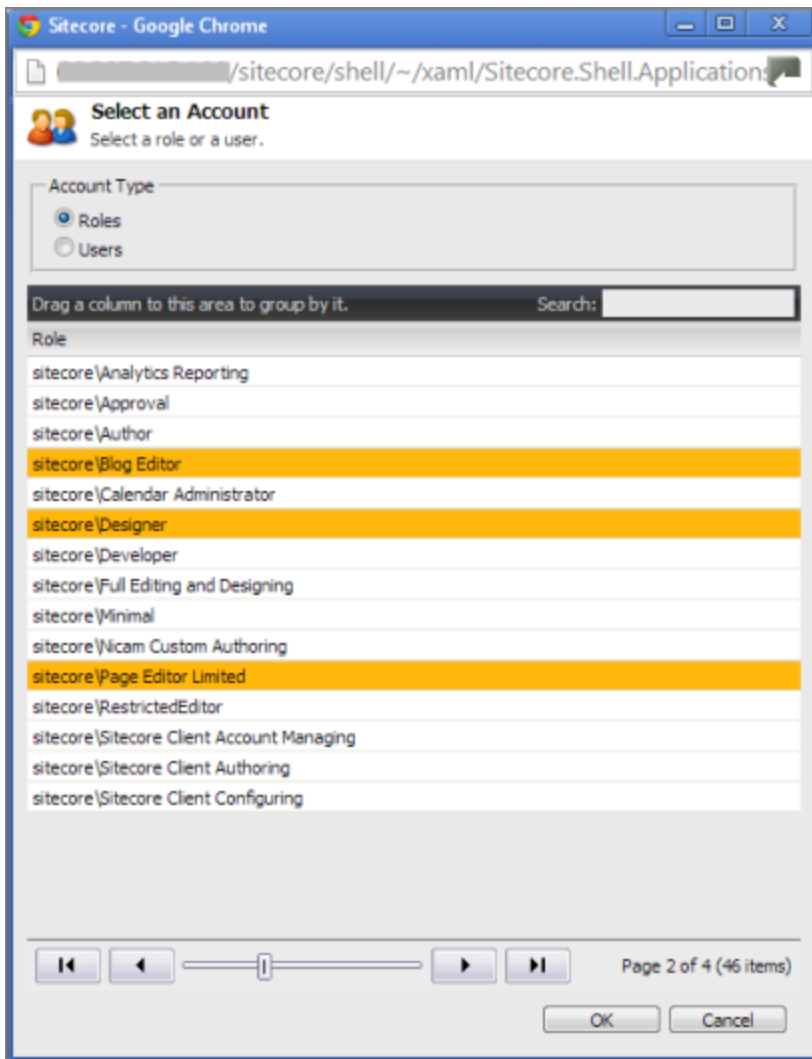 Sitecore - Google Chrome
/sitecore/shell/~/xaml/Sitecore.Shell.Applications
Select an Account
Select a role or a user.
Account Type
Roles
Users
Drag a column to this area to group by it. Search:
Role
sitecore\Analytics Reporting
sitecore\Approval
sitecore\Author
sitecore\Blog Editor
sitecore\Calendar Administrator
sitecore\Designer
sitecore\Developer
sitecore\Full Editing and Designing
sitecore\Minimal
sitecore\Nicam Custom Authoring
sitecore\Page Editor Limited
sitecore\RestrictedEditor
sitecore\Sitecore Client Account Managing
sitecore\Sitecore Client Authoring
sitecore\Sitecore Client Configuring
Page 2 of 4 (46 items)
OK Cancel